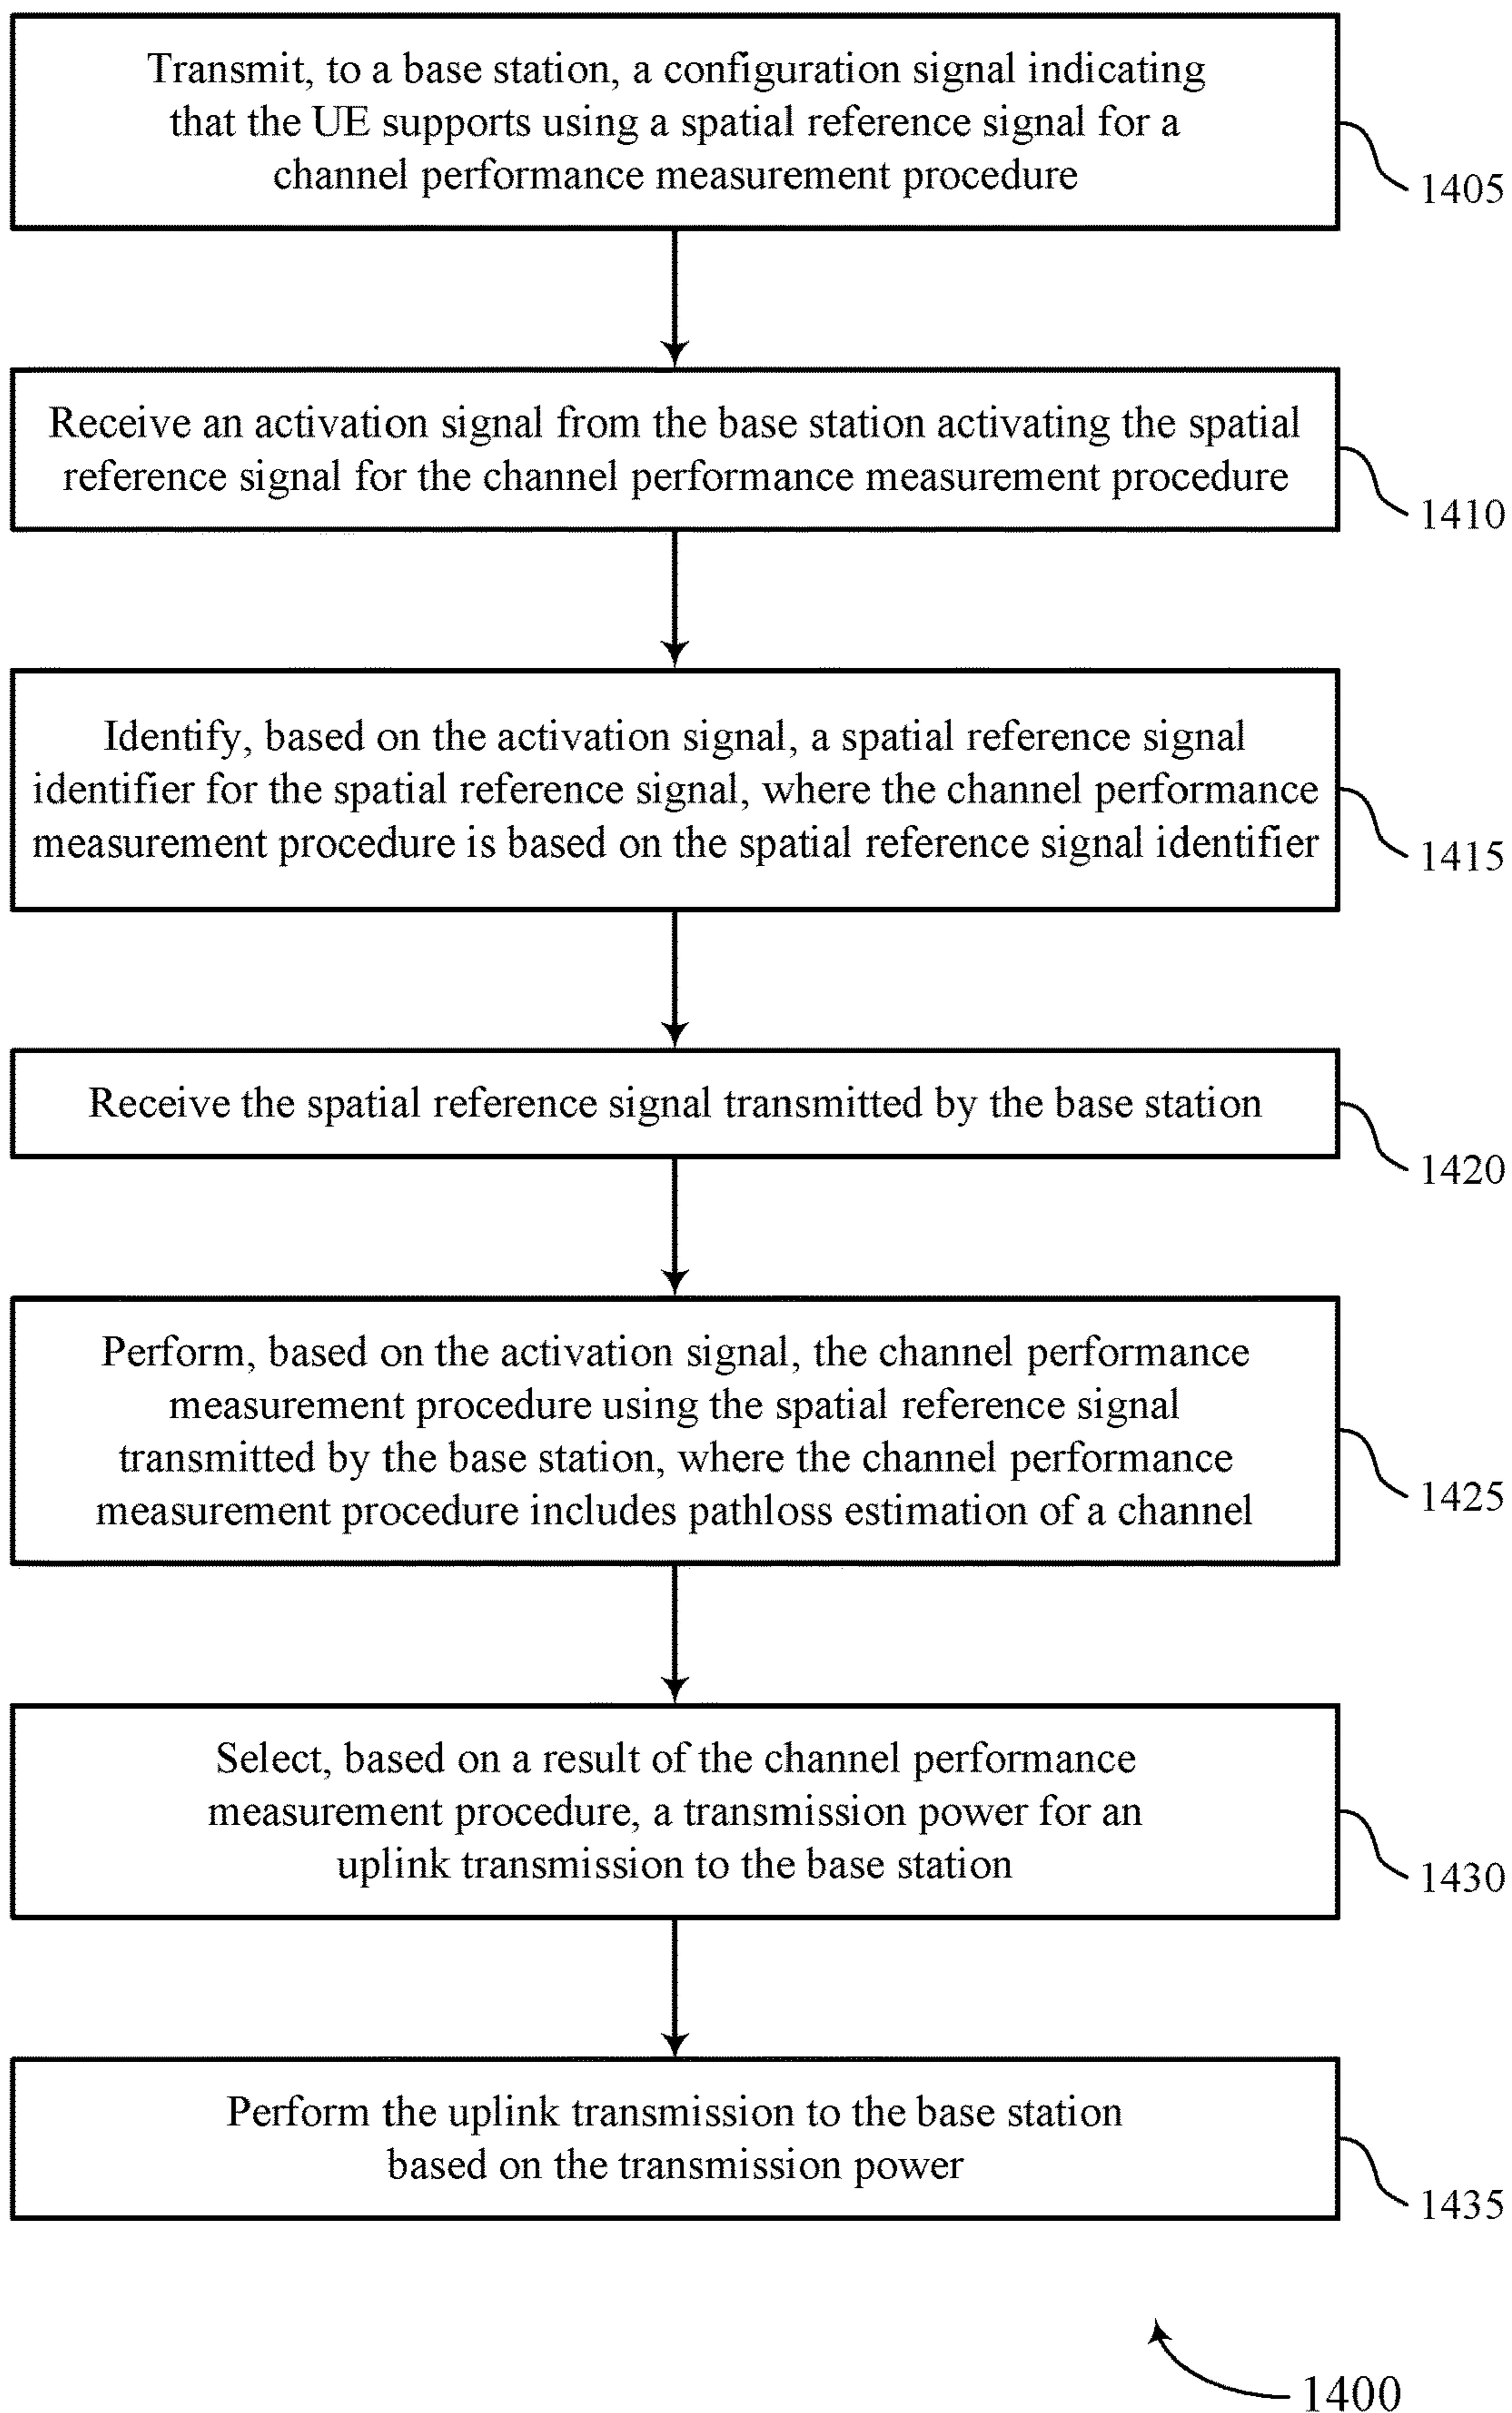 Transmit, to a base station, a configuration signal indicating
that the UE supports using a spatial reference signal for a
channel performance measurement procedure
1405
Receive an activation signal from the base station activating the spatial
reference signal for the channel performance measurement procedure
1410
Identify, based on the activation signal, a spatial reference signal
identifier for the spatial reference signal, where the channel performance
measurement procedure is based on the spatial reference signal identifier
1415
Receive the spatial reference signal transmitted by the base station
1420
Perform, based on the activation signal, the channel performance
measurement procedure using the spatial reference signal
transmitted by the base station, where the channel performance
measurement procedure includes pathloss estimation of a channel
1425
Select, based on a result of the channel performance
measurement procedure, a transmission power for an
uplink transmission to the base station
1430
Perform the uplink transmission to the base station
based on the transmission power
1435
1400